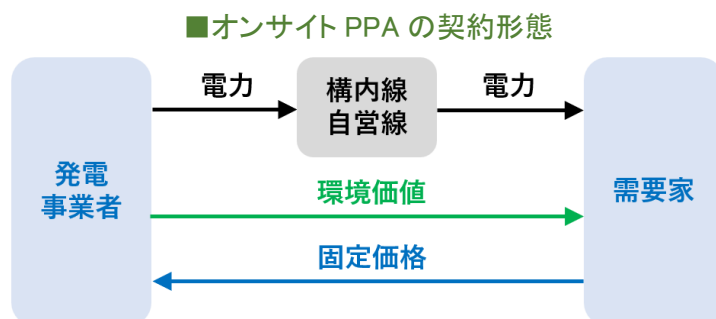 ■オンサイト PPA の契約形態
電力
構内線
自営線
電力
発電
事業者
環境価値
需要家
固定価格